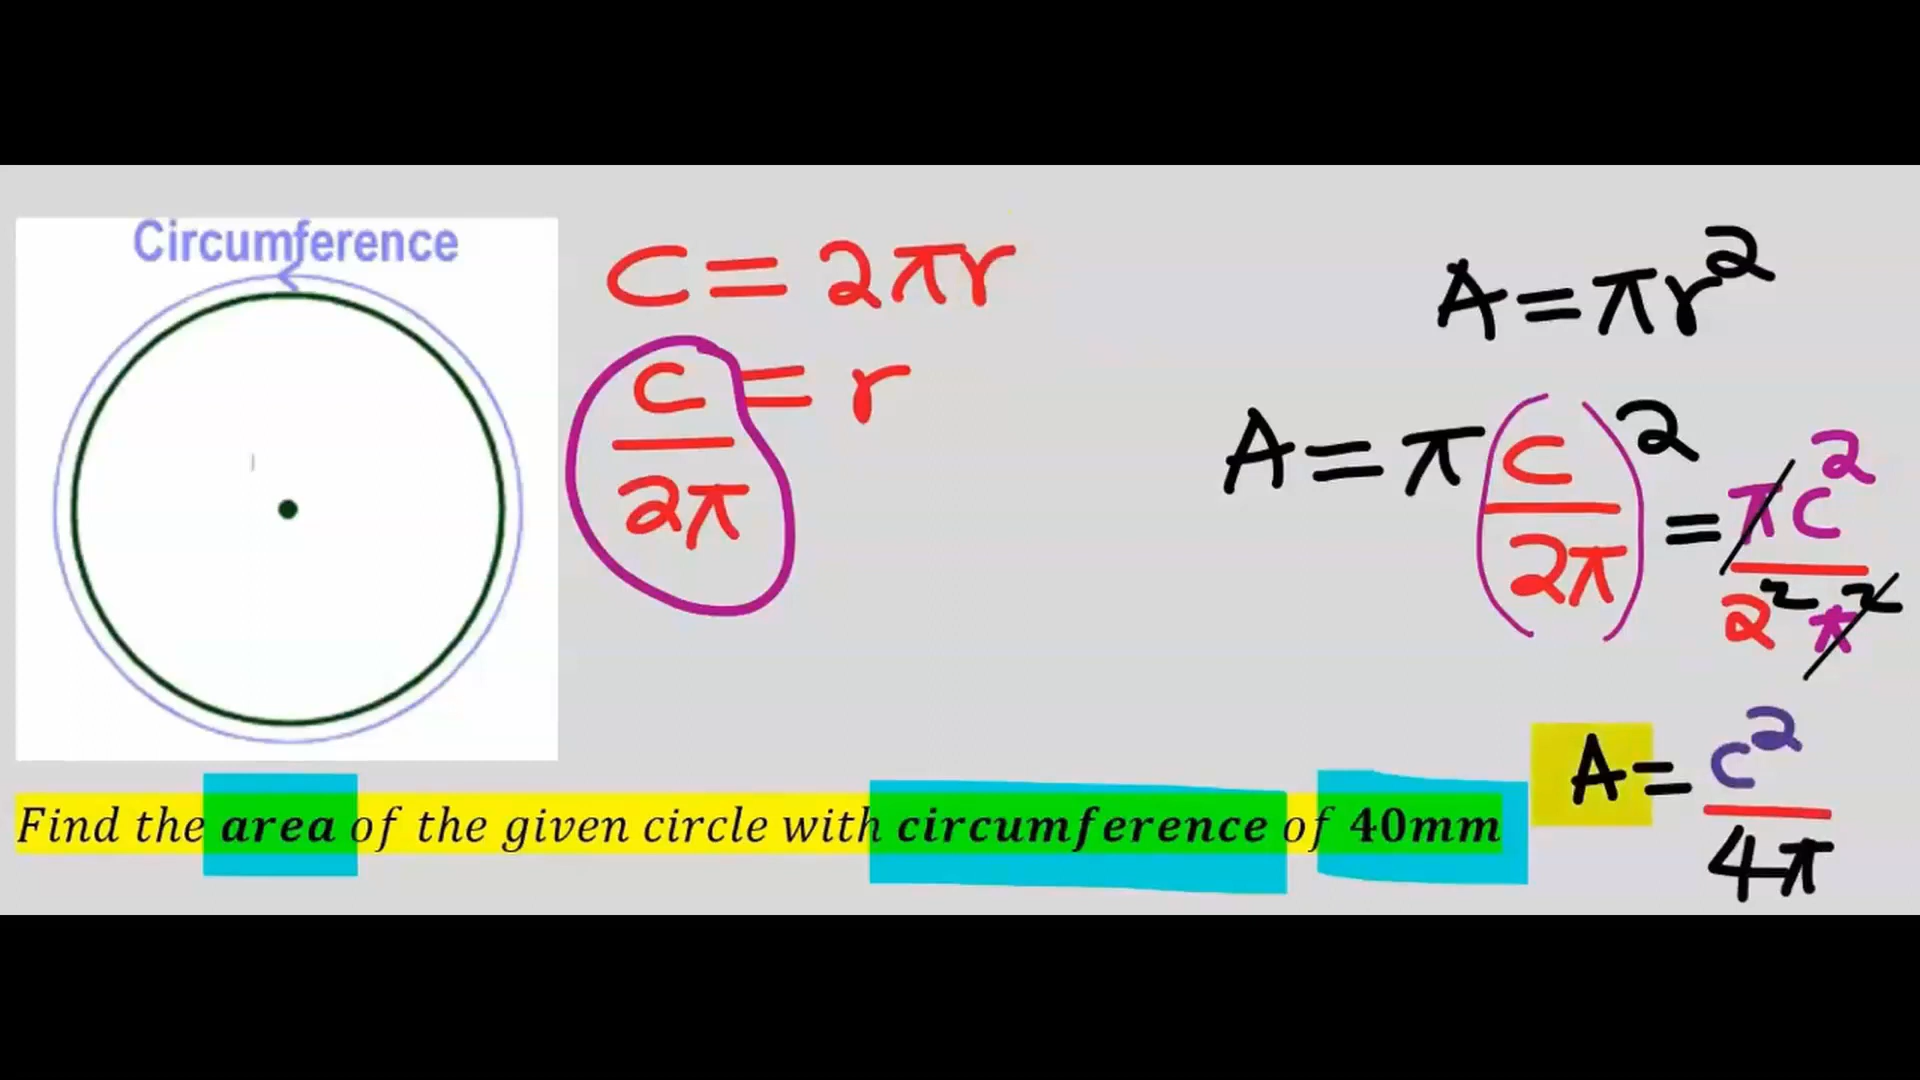 Circumference
C = 2πr
C/2π = r
A = πr²
A = π(C/2π)² = πC²/2²π²
A = C²/4π
Find the area of the given circle with circumference of 40mm